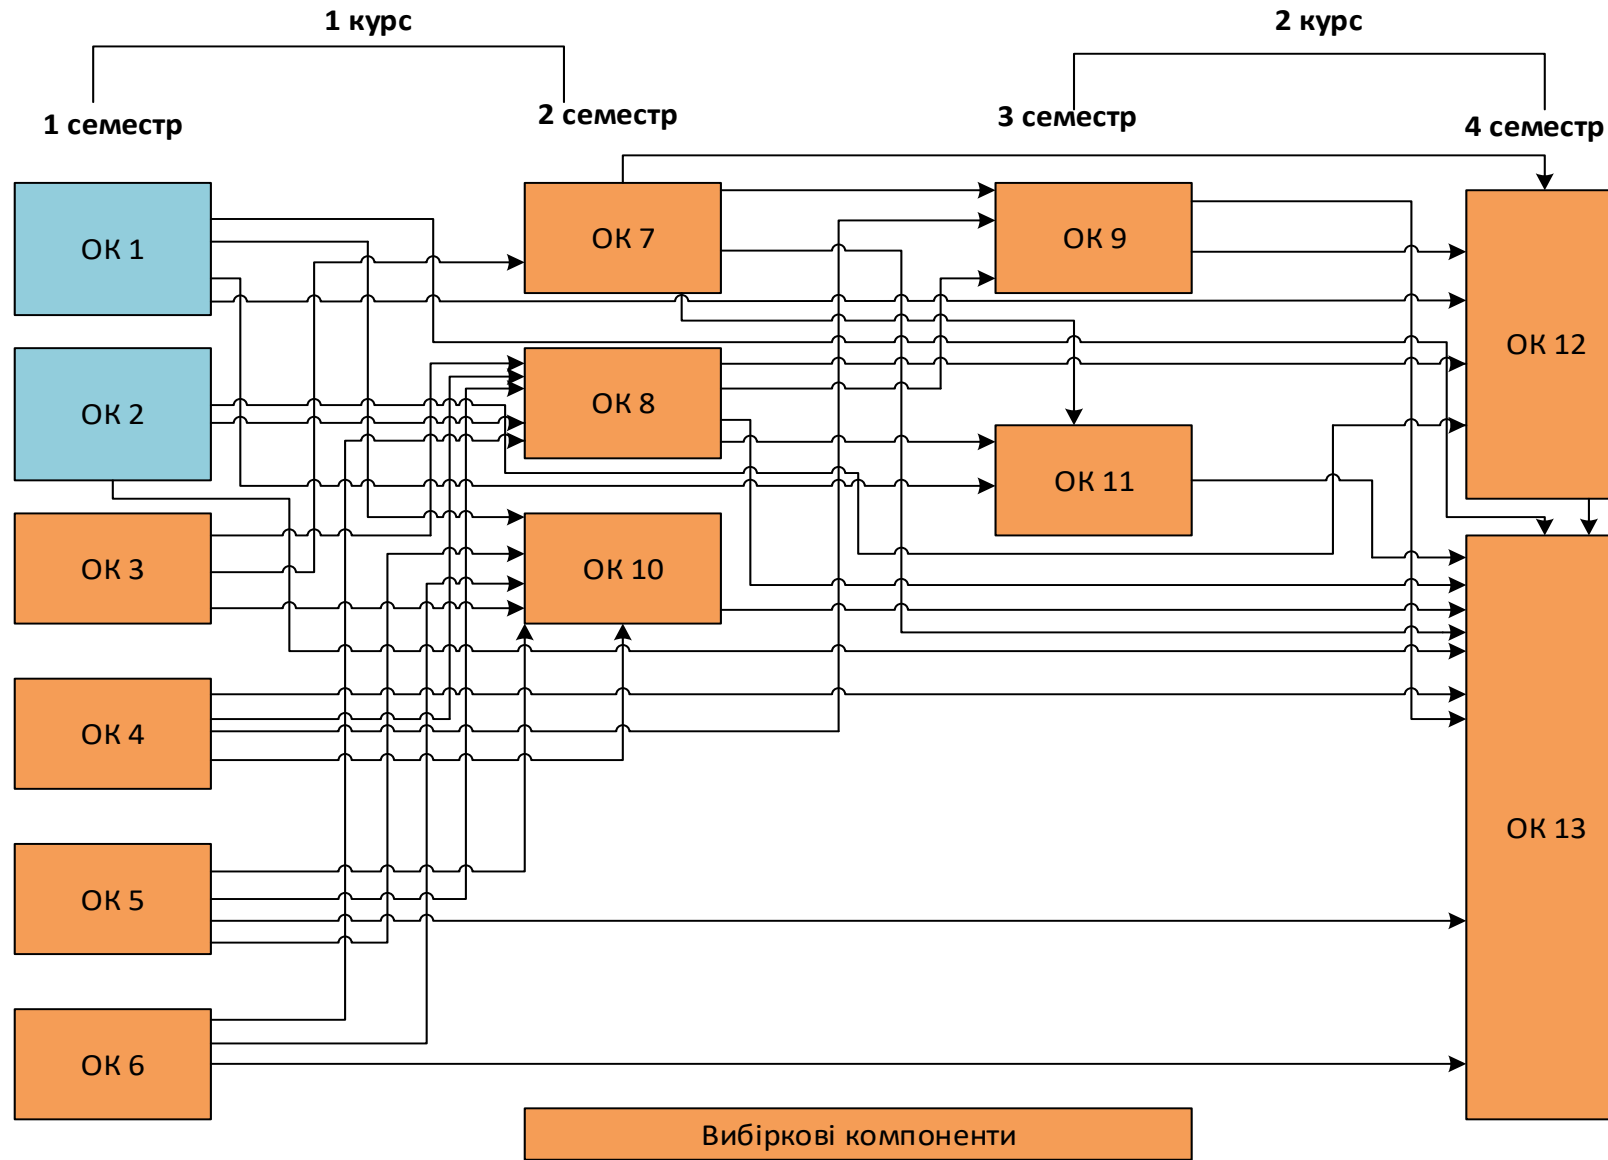 1 курс
2 курс
1 семестр
2 семестр
3 семестр
4 семестр
ОК 1
ОК 2
ОК 3
ОК 4
ОК 5
ОК 6
ОК 7
ОК 8
ОК 10
ОК 9
ОК 11
ОК 12
ОК 13
Вибіркові компоненти